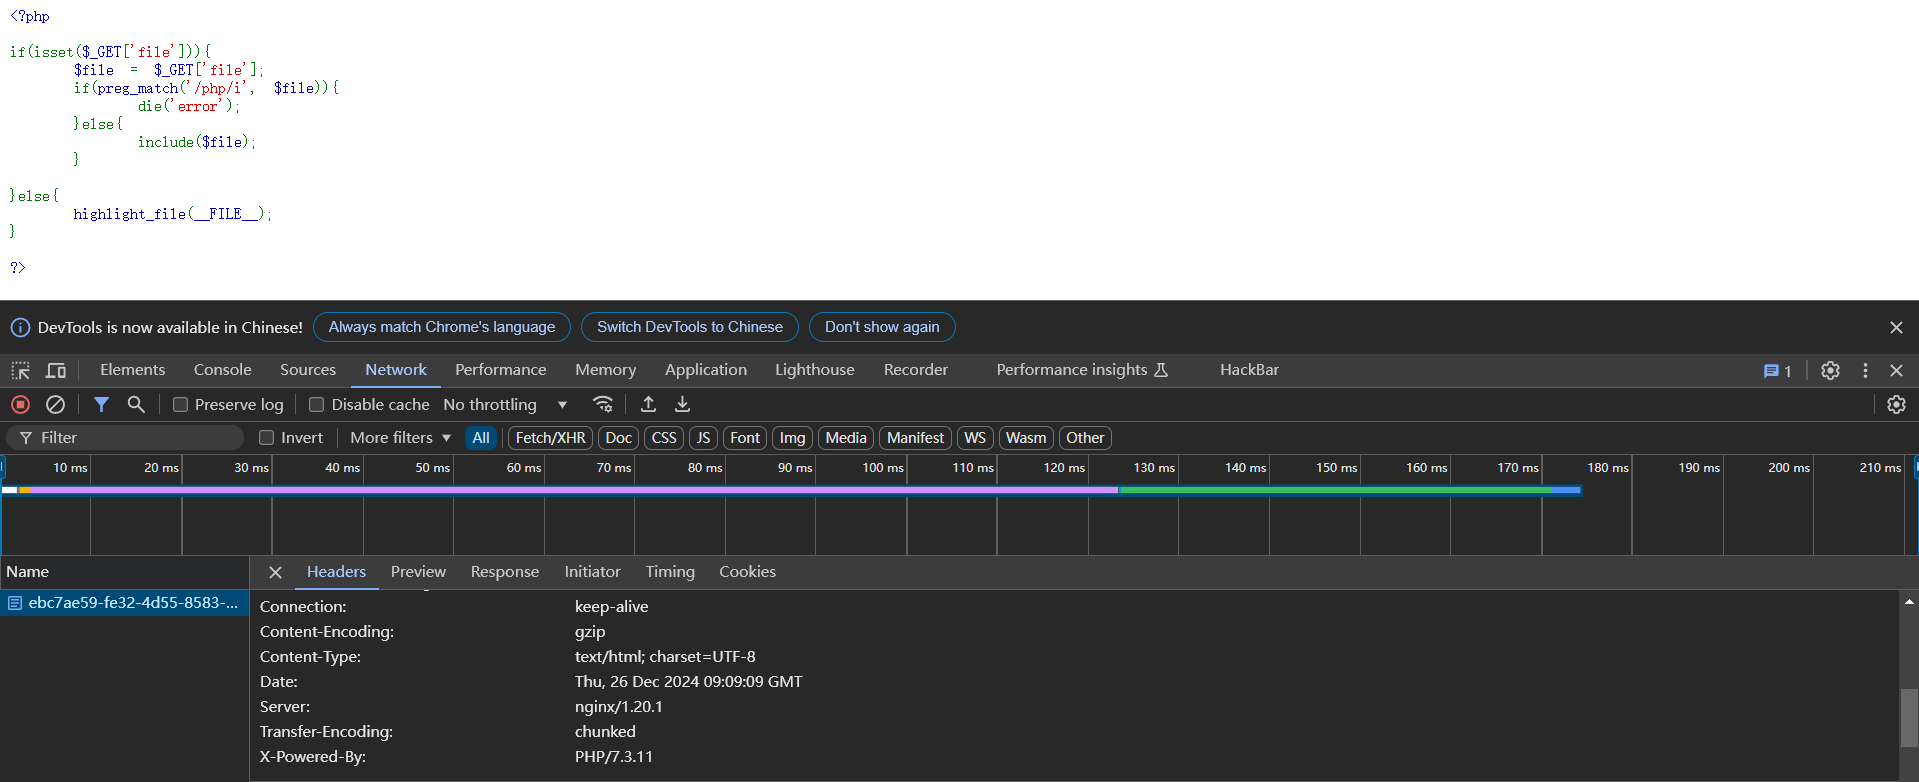 <?php
if(isset($_GET['file'])){
$file = $_GET['file'];
if(preg_match('/php/i', $file)){
die('error');
}else{
include($file);
}
}else{
highlight_file(__FILE__);
}
?>
DevTools is now available in Chinese! Always match Chrome's language Switch DevTools to Chinese Don't show again
Elements Console Sources Network Performance Memory Application Lighthouse Recorder Performance insights HackBar 1
Preserve log Disable cache No throttling
Filter Invert More filters All Fetch/XHR Doc CSS JS Font Img Media Manifest WS Wasm Other
10 ms 20 ms 30 ms 40 ms 50 ms 60 ms 70 ms 80 ms 90 ms 100 ms 110 ms 120 ms 130 ms 140 ms 150 ms 160 ms 170 ms 180 ms 190 ms 200 ms 210 ms
Name Headers Preview Response Initiator Timing Cookies
ebc7ae59-fe32-4d55-8583-...
Connection: keep-alive
Content-Encoding: gzip
Content-Type: text/html; charset=UTF-8
Date: Thu, 26 Dec 2024 09:09:09 GMT
Server: nginx/1.20.1
Transfer-Encoding: chunked
X-Powered-By: PHP/7.3.11